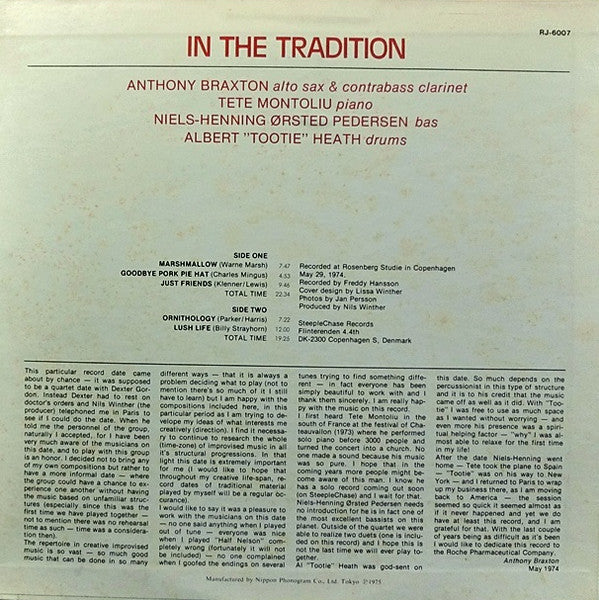 RJ-6007
IN THE TRADITION
ANTHONY BRAXTON alto sax & contrabass clarinet
TETE MONTOLIU piano
NIELS-HENNING ØRSTED PEDERSEN bas
ALBERT "TOOTIE" HEATH drums
SIDE ONE
MARSHMALLOW (Warne Marsh) 7:47
GOODBYE PORK PIE HAT (Charles Mingus) 4:53
JUST FRIENDS (Klenner/Lewis) 9:46
TOTAL TIME 22:34
SIDE TWO
ORNITHOLOGY (Parker/Harris) 7:22
LUSH LIFE (Billy Strayhorn) 12:00
TOTAL TIME 19:25
Recorded at Rosenberg Studie in Copenhagen
May 29, 1974.
Recorded by Freddy Hansson
Cover design by Lissa Winther
Photos by Jan Persson
Produced by Nils Winther
SteepleChase Records
Flinterenden 4.4th
DK-2300 Copenhagen S, Denmark
This particular record date came
about by chance — it was supposed
to be a quartet date with Dexter Gor-
don. Instead Dexter had to rest on
doctor's orders and Nils Winther (the
producer) telephoned me in Paris to
see if I could do the date. When he
told me the personnel of the group,
naturally I accepted, for I have been
very much aware of the musicians on
this date, and to play with this group
is an honor. I decided not to bring any
of my own compositions but rather to
have a more informal date — where
the group could have a chance to ex-
perience one another without having
the music based on unfamiliar struc-
tures (especially since this was the
first time we have played together —
not to mention there was no rehearsal
time as such — time was a considera-
tion then).
The repertoire in creative improvised
music is so vast — so much good
music that can be done in so many
different ways — that it is always a
problem deciding what to play (not to
mention there's so much of it I still
have to learn) but I am happy with the
compositions included here, in this
particular period as I am trying to de-
velope my ideas of what interests me
creatively (direction). I find it necessa-
ry to continue to research the whole
(time-zone) of improvised music in all
it's structural progressions. In that
light this date is extremely important
for me (I would like to hope that
throughout my creative life-span, re-
cord dates of traditional material
played by myself will be a regular oc-
curance).
I would like to say it was a pleasure to
work with the musicians on this date
— no one said anything when I played
out of tune — everyone was nice
when I played "Half Nelson" com-
pletely wrong (fortunately it will not
be included) — no one complained
when I goofed the endings on several
tunes trying to find something differ-
ent — in fact everyone has been
simply beautiful to work with and I
thank them sincerely. I am really hap-
py with the music on this record.
I first heard Tete Montoliu in the
south of France at the festival of Cha-
teauvallon (1973) where he performed
solo piano before 3000 people and
turned the concert into a church. No
one made a sound because his music
was so pure. I hope that in the
coming years more people might be-
come aware of this man. I know he
has a solo record coming out soon
(on SteepleChase) and I wait for that.
Niels-Henning Ørsted Pedersen needs
no introduction for he is in fact one of
the most excellent bassists on this
planet. Outside of the quartet we were
able to realize two duets (one is inclu-
ded on this record) and I hope this is
not the last time we will ever play to-
gether.
Al "Tootie" Heath was god-sent on
this date. So much depends on the
percussionist in this type of structure
and it is to his credit that the music
came off as well as it did. With "Too-
tie" I was free to use as much space
as I wanted without worrying — and
even more his presence was a spiri-
tual helping factor — "why" I was al-
most able to relax for the first time
in my life!
After the date Niels-Henning went
home — Tete took the plane to Spain
— "Tootie" was on his way to New
York — and I returned to Paris to wrap
up my business there, as I am moving
back to America — the session
seemed so quick it seemed almost as
if it never happened and yet we do
have at least this record, and I am
grateful for that. With the last couple
of years being as difficult as it's been
I would like to dedicate this record to
the Roche Pharmaceutical Company.
Anthony Braxton
May 1974
Manufactured by Nippon Phonogram Co., Ltd. Tokyo ℗1975